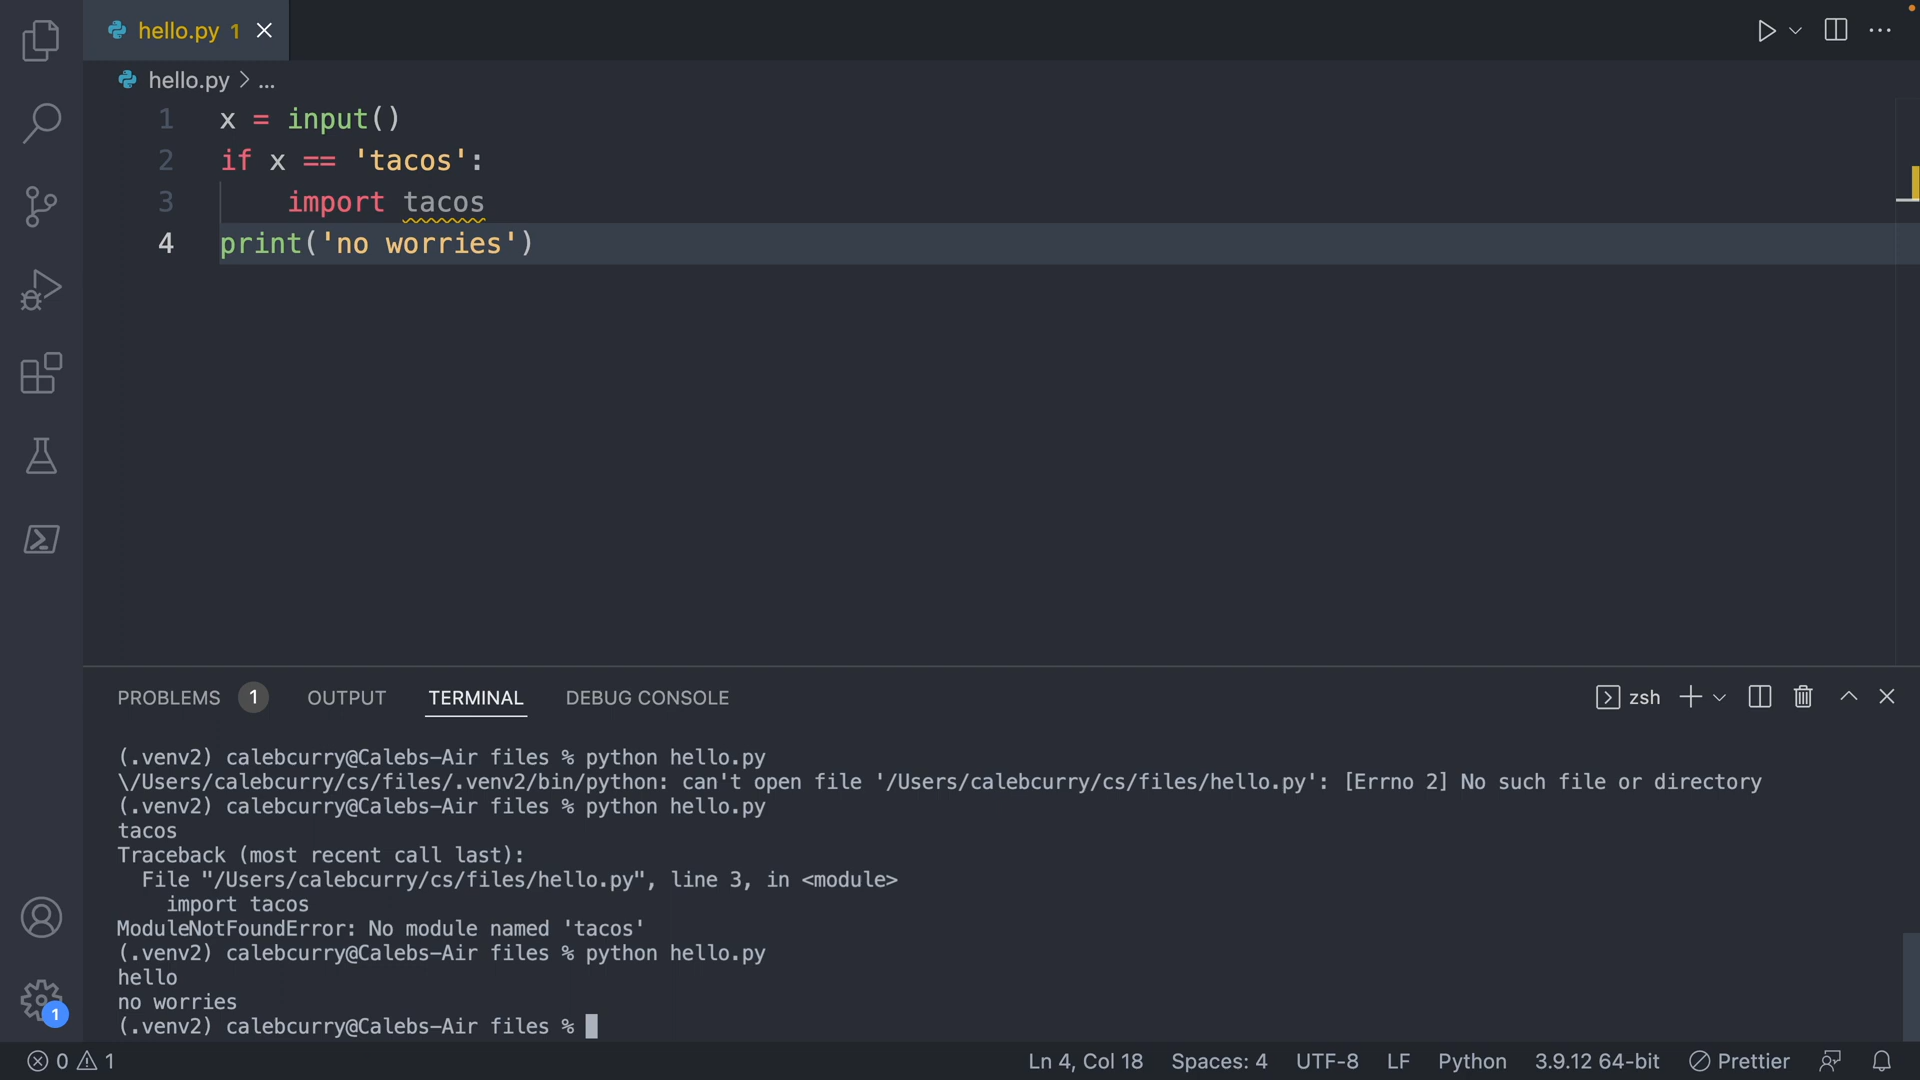 hello.py 1
hello.py > ...
1 x = input()
2 if x == 'tacos':
3     import tacos
4 print('no worries')
PROBLEMS 1 OUTPUT TERMINAL DEBUG CONSOLE zsh
(.venv2) calebcurry@Calebs-Air files % python hello.py
\/Users/calebcurry/cs/files/.venv2/bin/python: can't open file '/Users/calebcurry/cs/files/hello.py': [Errno 2] No such file or directory
(.venv2) calebcurry@Calebs-Air files % python hello.py
tacos
Traceback (most recent call last):
  File "/Users/calebcurry/cs/files/hello.py", line 3, in <module>
    import tacos
ModuleNotFoundError: No module named 'tacos'
(.venv2) calebcurry@Calebs-Air files % python hello.py
hello
no worries
(.venv2) calebcurry@Calebs-Air files %
1
0 1 Ln 4, Col 18 Spaces: 4 UTF-8 LF Python 3.9.12 64-bit Prettier